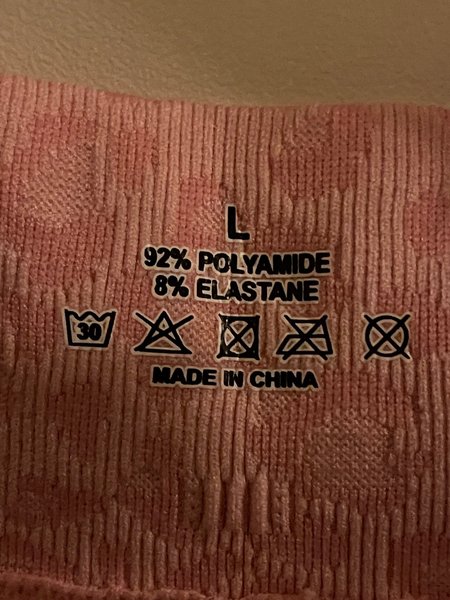 L
92% POLYAMIDE
8% ELASTANE
30
MADE IN CHINA